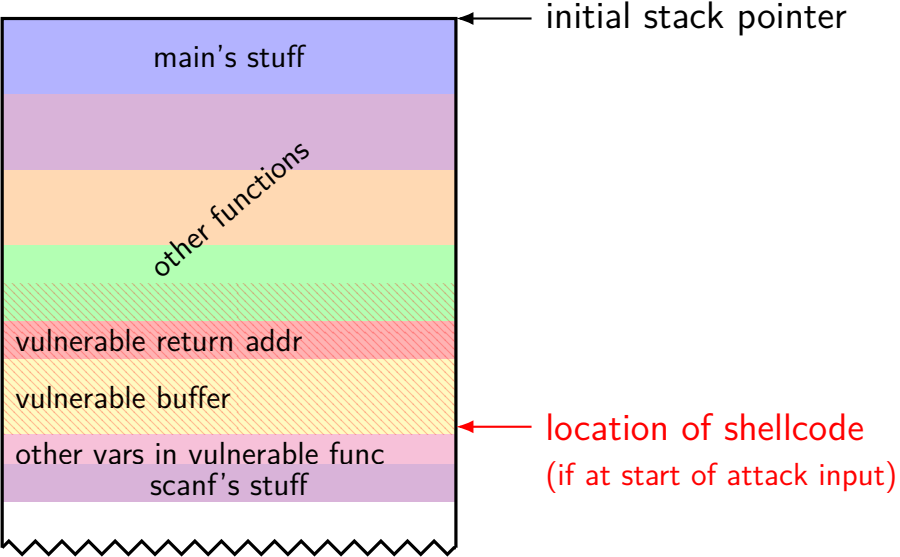 initial stack pointer
main's stuff
other functions
vulnerable return addr
vulnerable buffer
location of shellcode
(if at start of attack input)
other vars in vulnerable func
scanf's stuff